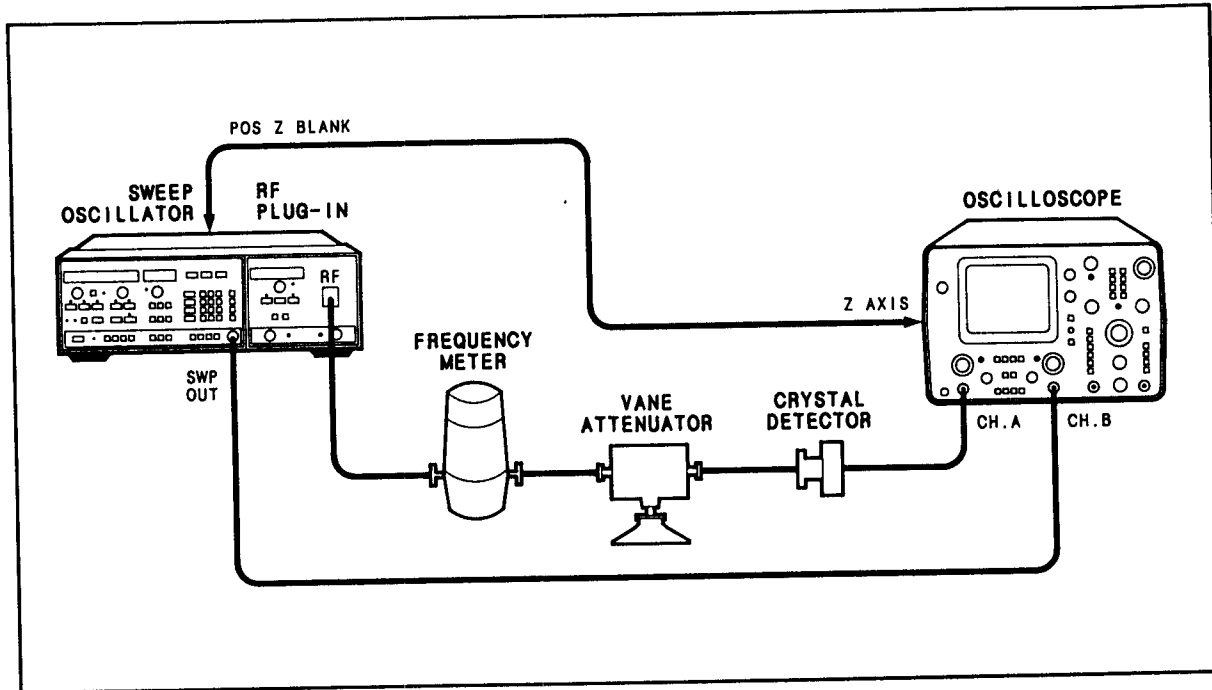 POS Z BLANK
SWEEP
OSCILLATOR
RF
PLUG-IN
RF
OSCILLOSCOPE
Z AXIS
SWP
OUT
FREQUENCY
METER
VANE
ATTENUATOR
CRYSTAL
DETECTOR
CH.A
CH.B